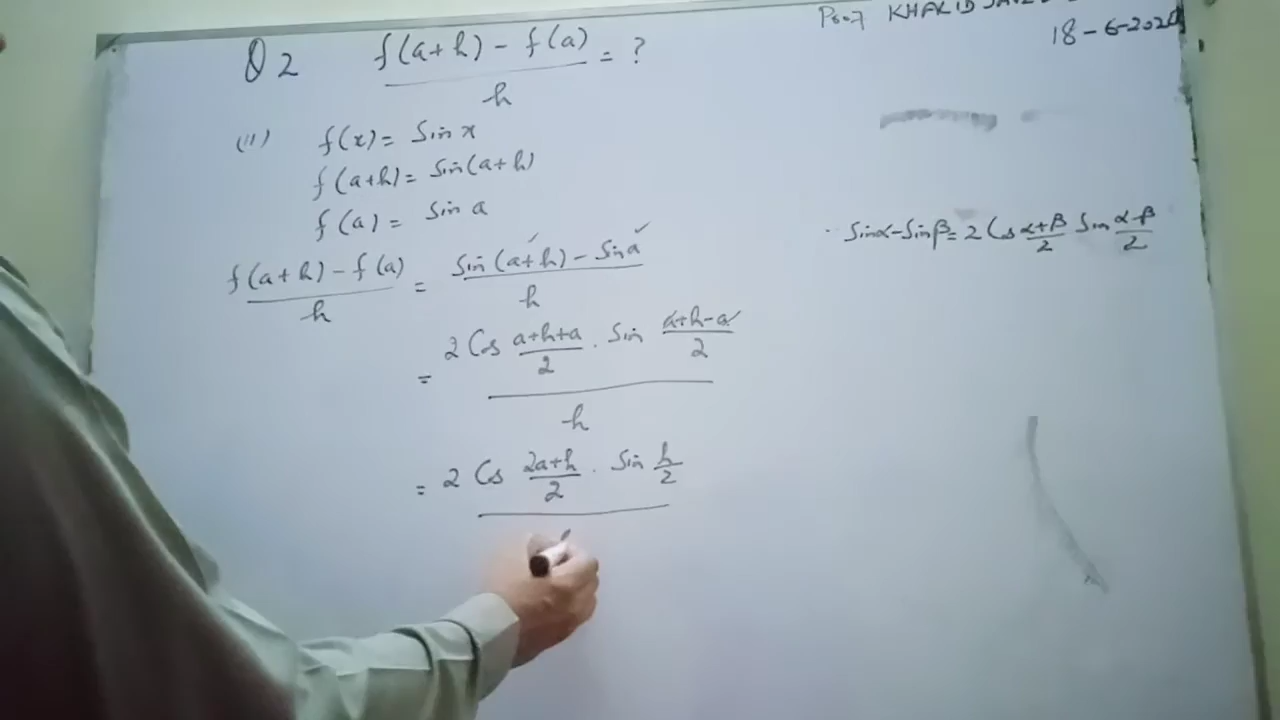 Prof KHALID
18-6-2020
Q 2 f(a+h) - f(a) / h = ?
(ii) f(x) = Sin x
f(a+h) = Sin(a+h)
f(a) = Sin a
Sinα-Sinβ = 2 Cos α+β/2 Sin α-β/2
f(a+h) - f(a) / h = Sin(a+h) - Sin a / h
= 2 Cos a+h+a/2 . Sin a+h-a/2 / h
= 2 Cos 2a+h/2 . Sin h/2